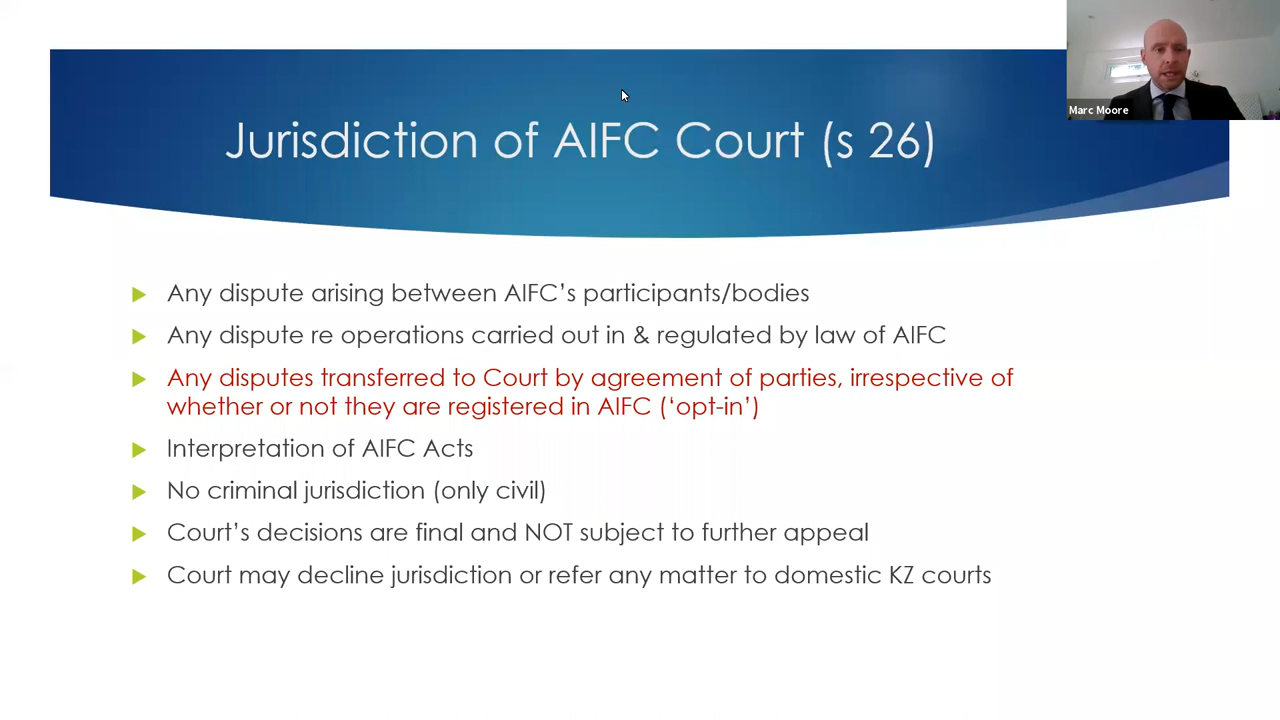 Marc Moore
Jurisdiction of AIFC Court (s 26)
Any dispute arising between AIFC's participants/bodies
Any dispute re operations carried out in & regulated by law of AIFC
Any disputes transferred to Court by agreement of parties, irrespective of
whether or not they are registered in AIFC (‘opt-in’)
Interpretation of AIFC Acts
No criminal jurisdiction (only civil)
Court's decisions are final and NOT subject to further appeal
Court may decline jurisdiction or refer any matter to domestic KZ courts